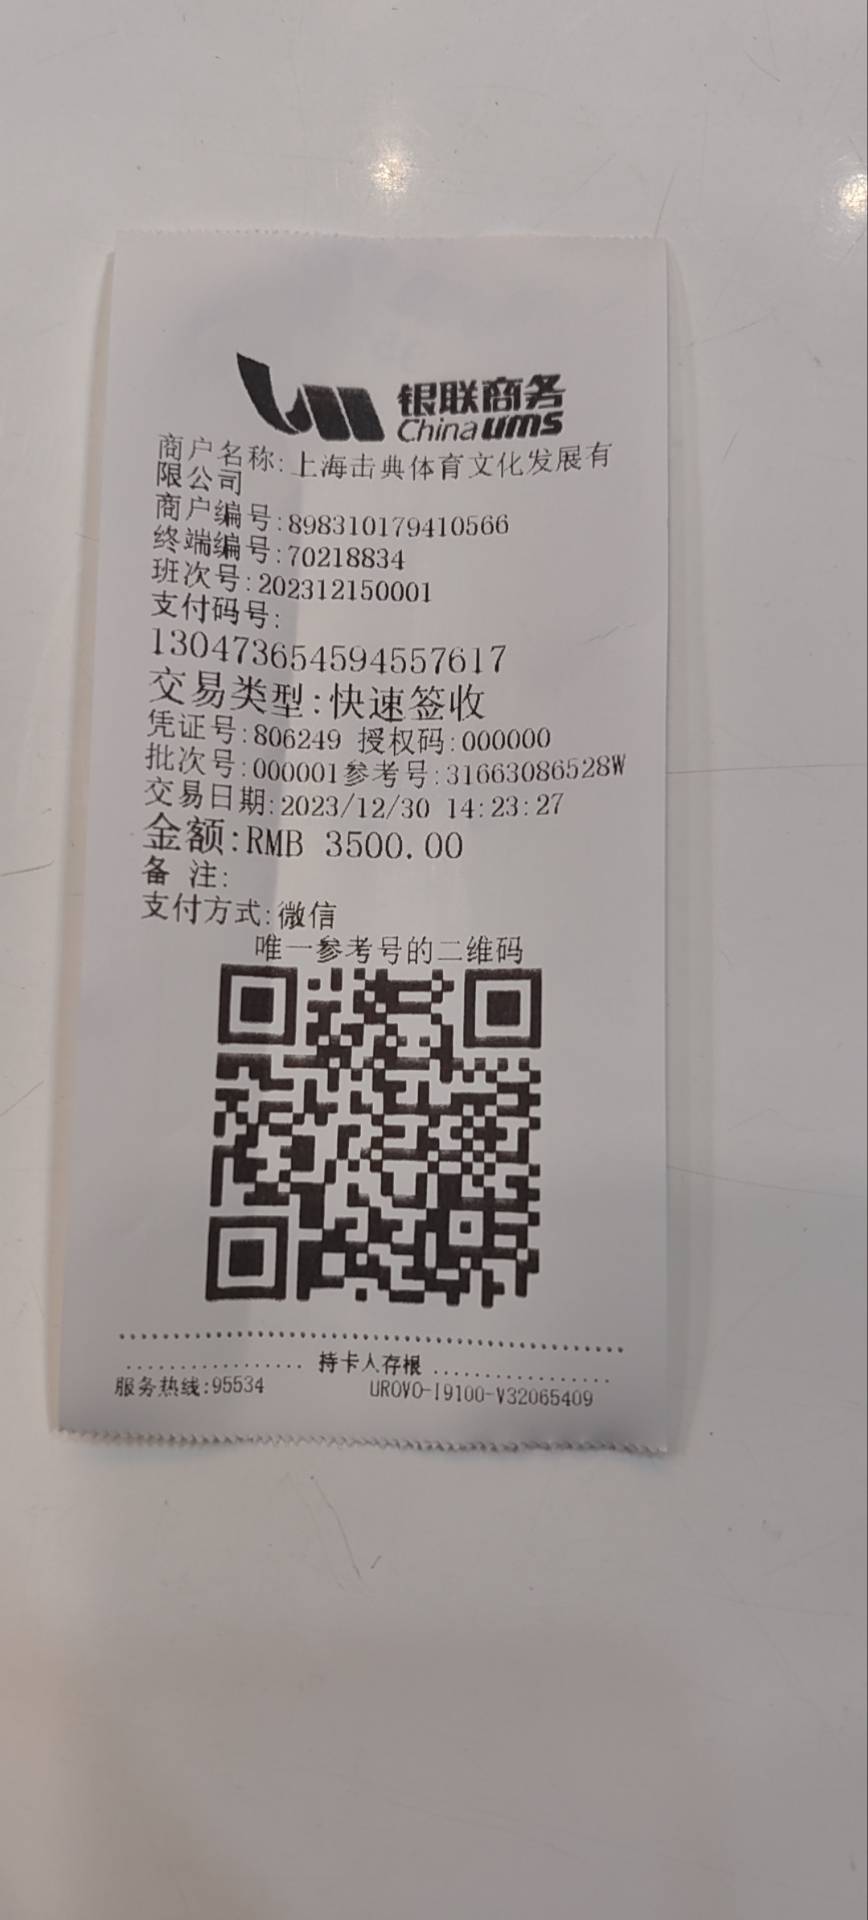 银联商务
China ums
商户名称:上海击典体育文化发展有
限公司
商户编号:898310179410566
终端编号:70218834
班次号:202312150001
支付码号:
130473654594557617
交易类型:快速签收
凭证号:806249 授权码:000000
批次号:000001参考号:31663086528W
交易日期:2023/12/30 14:23:27
金额:RMB 3500.00
备 注:
支付方式:微信
唯一参考号的二维码
持卡人存根
服务热线:95534 UROVO-I9100-V32065409